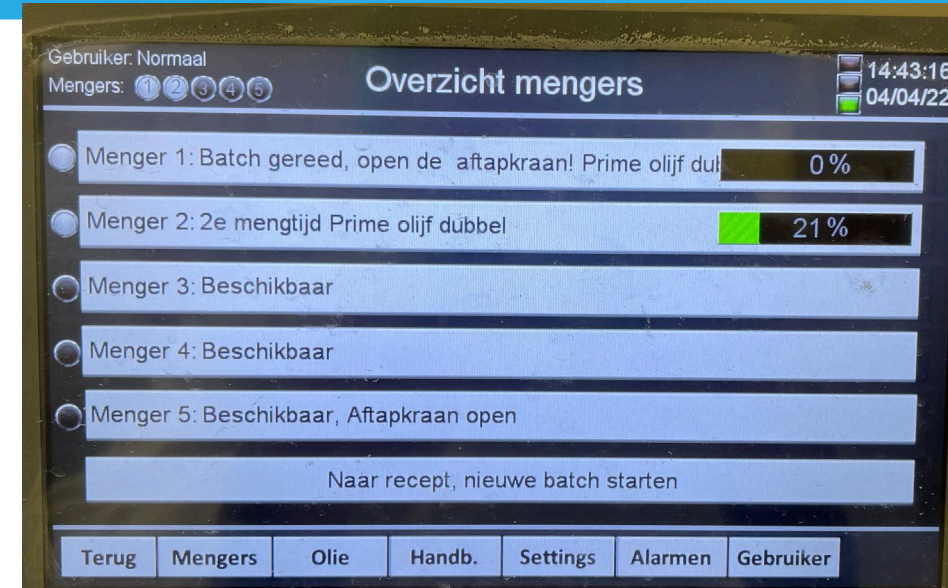 Gebruiker: Normaal
Mengers: 1 2 3 4 5
Overzicht mengers
14:43:16
04/04/22
Menger 1: Batch gereed, open de aftapkraan! Prime olijf dub
0 %
Menger 2: 2e mengtijd Prime olijf dubbel
21 %
Menger 3: Beschikbaar
Menger 4: Beschikbaar
Menger 5: Beschikbaar, Aftapkraan open
Naar recept, nieuwe batch starten
Terug Mengers Olie Handb. Settings Alarmen Gebruiker